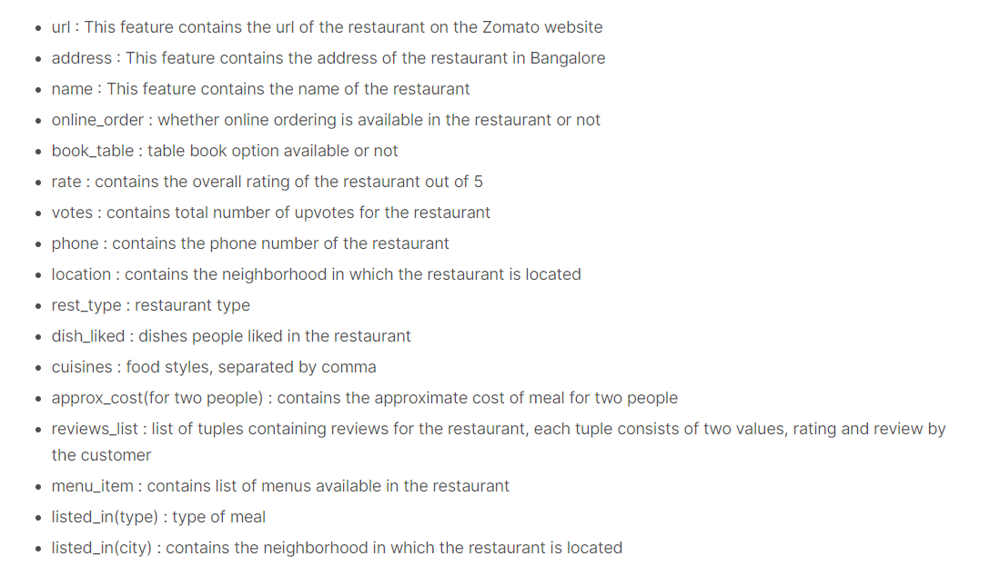 • url : This feature contains the url of the restaurant on the Zomato website
• address : This feature contains the address of the restaurant in Bangalore
• name : This feature contains the name of the restaurant
• online_order : whether online ordering is available in the restaurant or not
• book_table : table book option available or not
• rate : contains the overall rating of the restaurant out of 5
• votes : contains total number of upvotes for the restaurant
• phone : contains the phone number of the restaurant
• location : contains the neighborhood in which the restaurant is located
• rest_type : restaurant type
• dish_liked : dishes people liked in the restaurant
• cuisines : food styles, separated by comma
• approx_cost(for two people) : contains the approximate cost of meal for two people
• reviews_list : list of tuples containing reviews for the restaurant, each tuple consists of two values, rating and review by
the customer
• menu_item : contains list of menus available in the restaurant
• listed_in(type) : type of meal
• listed_in(city) : contains the neighborhood in which the restaurant is located